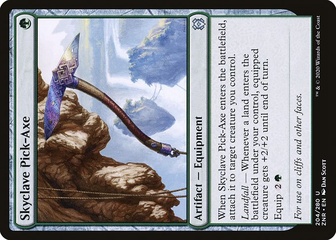 Skyclave Pick-Axe
Artifact — Equipment
When Skyclave Pick-Axe enters the battlefield,
attach it to target creature you control.
Landfall — Whenever a land enters the
battlefield under your control, equipped
creature gets +2/+2 until end of turn.
Equip 2
For use on cliffs and other faces.
204/280 U
ZNR • EN DAN SCOTT
™ & © 2020 Wizards of the Coast